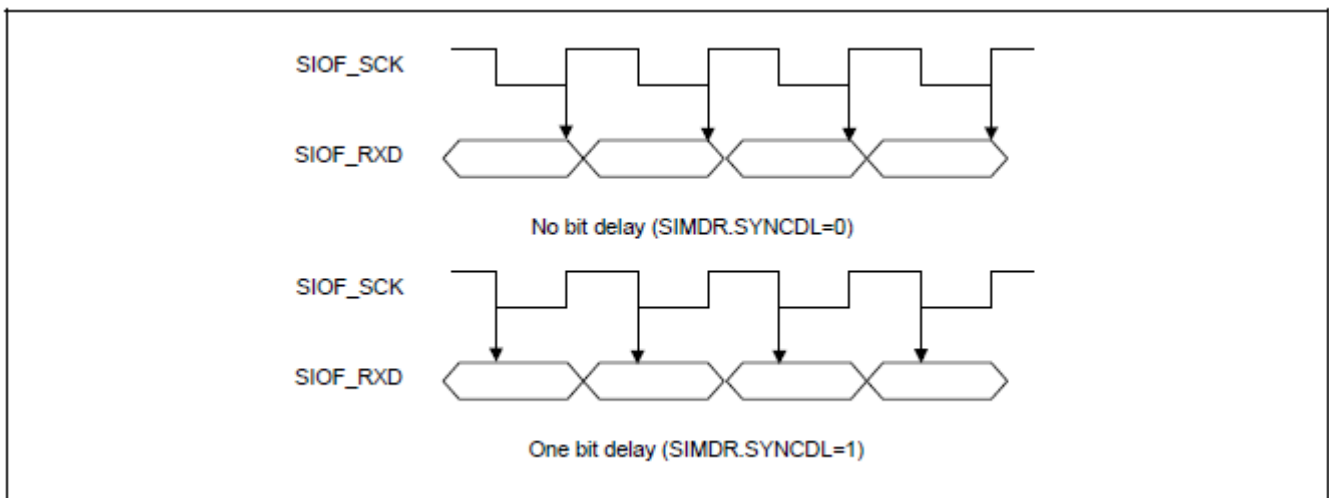 SIOF_SCK
SIOF_RXD
No bit delay (SIMDR.SYNCDL=0)
SIOF_SCK
SIOF_RXD
One bit delay (SIMDR.SYNCDL=1)